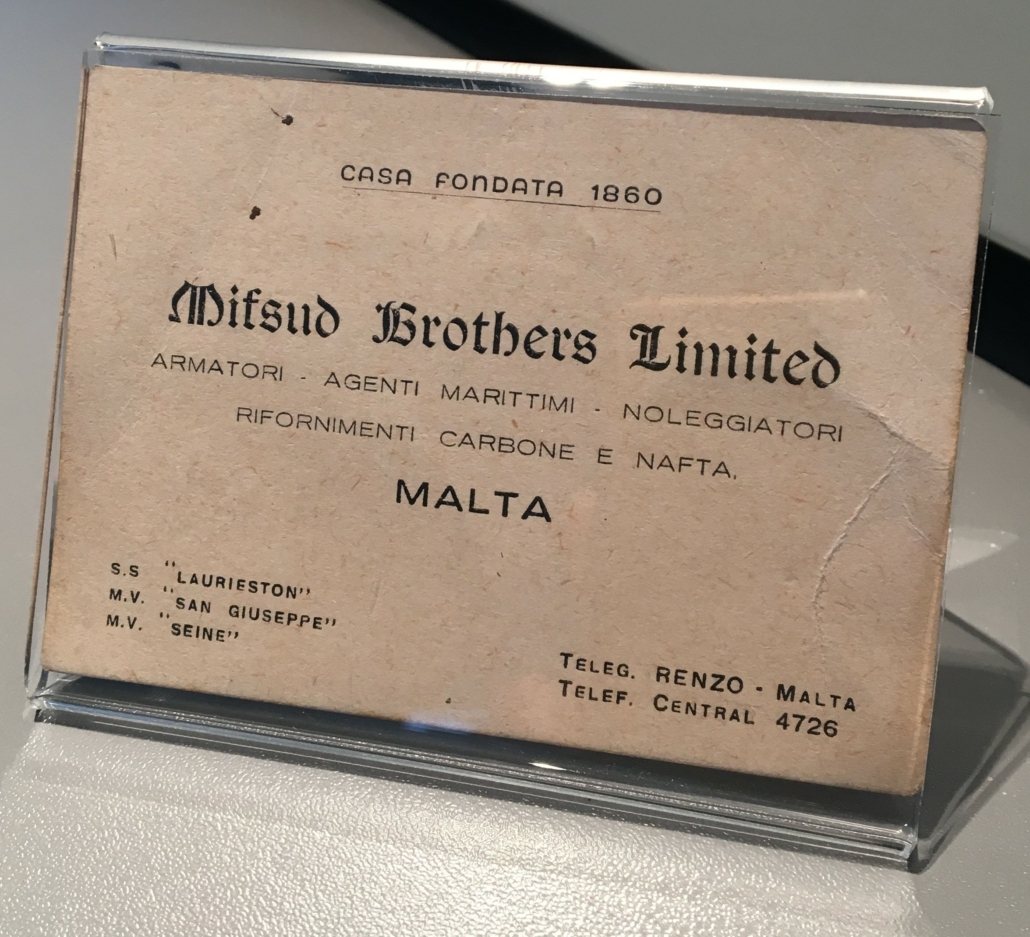 CASA FONDATA 1860
Mifsud Brothers Limited
ARMATORI - AGENTI MARITTIMI - NOLEGGIATORI
RIFORNIMENTI CARBONE E NAFTA.
MALTA
S.S "LAURIESTON"
M.V. "SAN GIUSEPPE"
M.V. "SEINE"
TELEG. RENZO - MALTA
TELEF. CENTRAL 4726